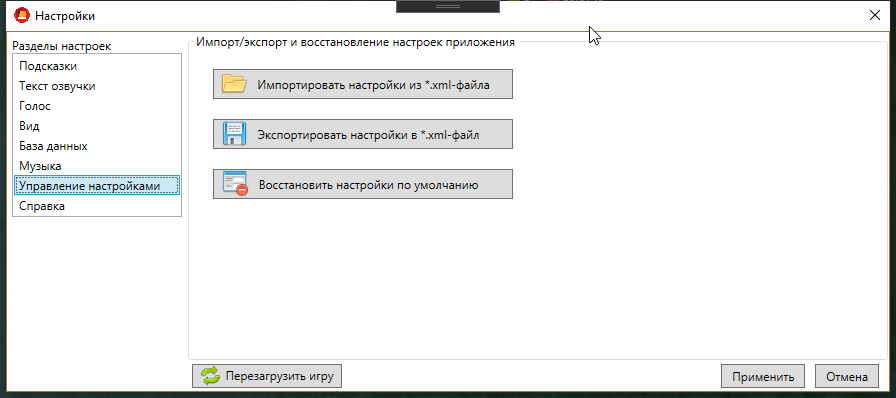 Настройки
Разделы настроек
Подсказки
Текст озвучки
Голос
Вид
База данных
Музыка
Управление настройками
Справка
Импорт/экспорт и восстановление настроек приложения
Импортировать настройки из *.xml-файла
Экспортировать настройки в *.xml-файл
Восстановить настройки по умолчанию
Перезагрузить игру
Применить
Отмена